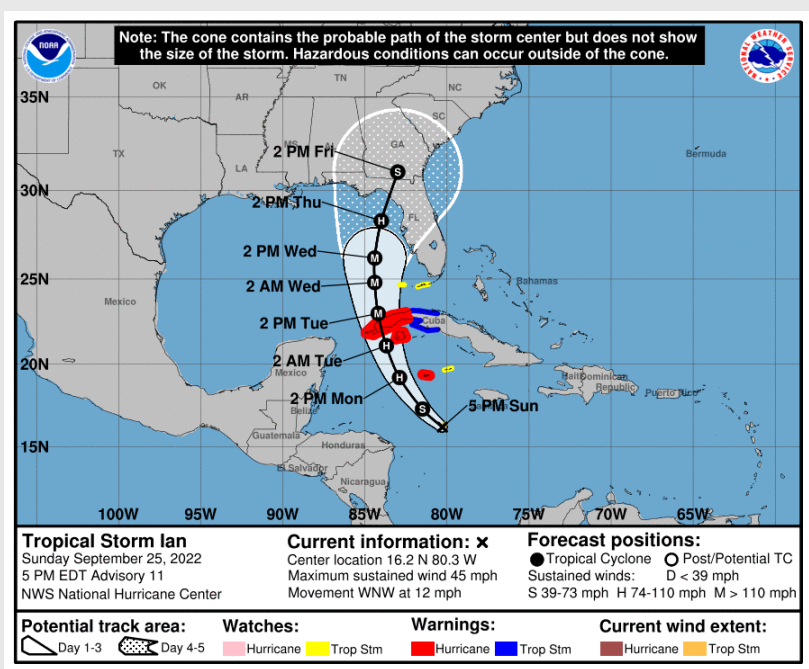 Note: The cone contains the probable path of the storm center but does not show
the size of the storm. Hazardous conditions can occur outside of the cone.
NOAA
NATIONAL WEATHER SERVICE
35N
30N
25N
20N
15N
100W
95W
90W
85W
80W
75W
70W
65W
TN
NC
OK
AR
SC
MS
GA
TX
LA
FL
Bermuda
Mexico
Bahamas
Cuba
Mexico
Belize
Haiti
Dominican
Republic
Puerto Rico
Guatemala
Honduras
El Salvador
Nicaragua
2 PM Fri
2 PM Thu
2 PM Wed
2 AM Wed
2 PM Tue
2 AM Tue
2 PM Mon
5 PM Sun
S
H
M
M
M
H
H
S
Tropical Storm Ian
Sunday September 25, 2022
5 PM EDT Advisory 11
NWS National Hurricane Center
Current information: x
Center location 16.2 N 80.3 W
Maximum sustained wind 45 mph
Movement WNW at 12 mph
Forecast positions:
Tropical Cyclone Post/Potential TC
Sustained winds: D < 39 mph
S 39-73 mph H 74-110 mph M > 110 mph
Potential track area:
Day 1-3 Day 4-5
Watches:
Hurricane Trop Stm
Warnings:
Hurricane Trop Stm
Current wind extent:
Hurricane Trop Stm